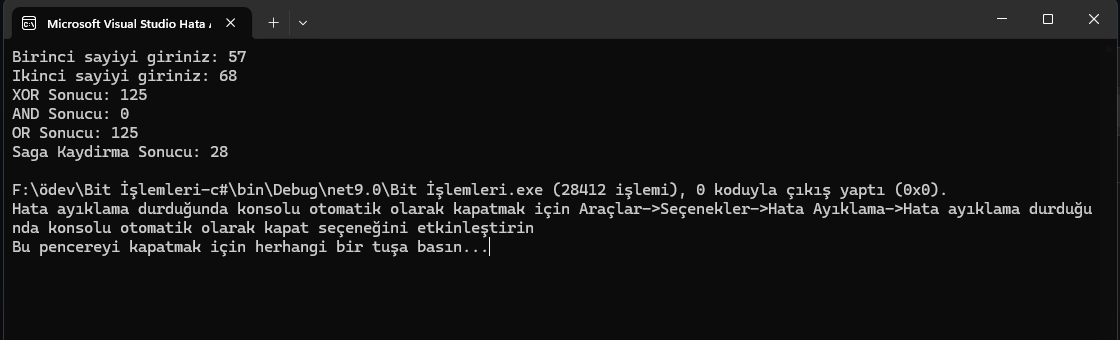 Microsoft Visual Studio Hata
Birinci sayiyi giriniz: 57
Ikinci sayiyi giriniz: 68
XOR Sonucu: 125
AND Sonucu: 0
OR Sonucu: 125
Saga Kaydirma Sonucu: 28
F:\ödev\Bit İşlemleri-c#\bin\Debug\net9.0\Bit İşlemleri.exe (28412 işlemi), 0 koduyla çıkış yaptı (0x0).
Hata ayıklama durduğunda konsolu otomatik olarak kapatmak için Araçlar->Seçenekler->Hata Ayıklama->Hata ayıklama durduğu
nda konsolu otomatik olarak kapat seçeneğini etkinleştirin
Bu pencereyi kapatmak için herhangi bir tuşa basın...